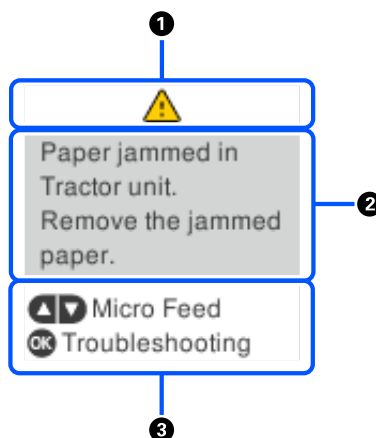 1
Paper jammed in
Tractor unit.
Remove the jammed
paper.
2
Micro Feed
OK Troubleshooting
3